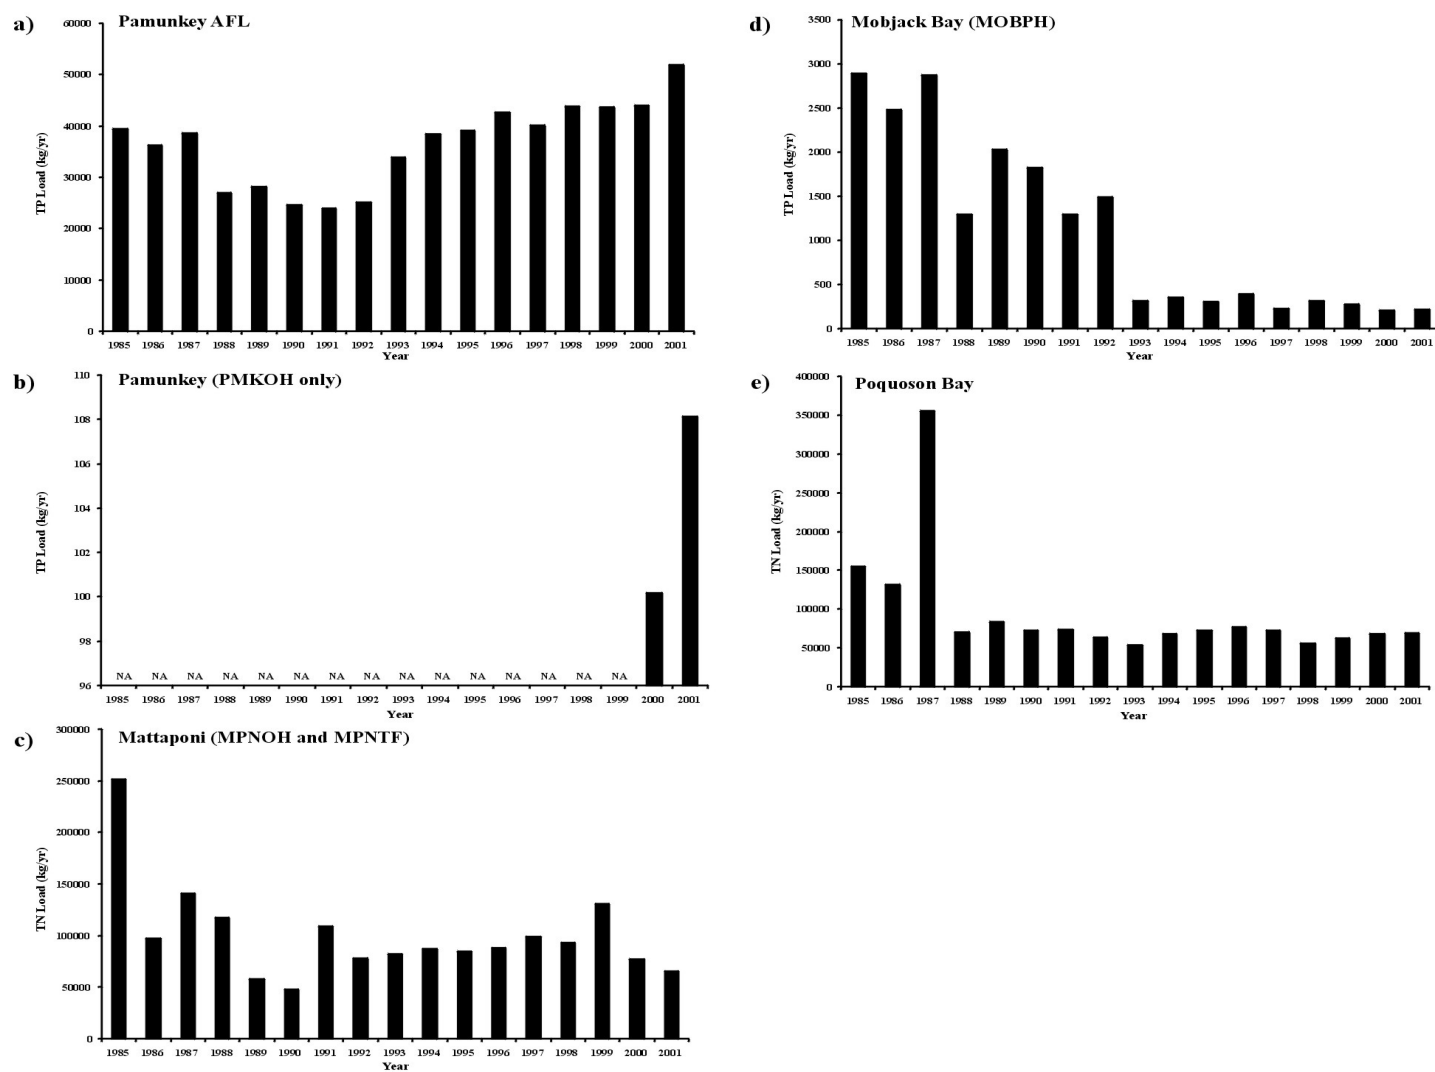 a) Pamunkey AFL
60000
50000
40000
30000
20000
10000
0
TP Load (kg/yr)
1985 1986 1987 1988 1989 1990 1991 1992 1993 1994 1995 1996 1997 1998 1999 2000 2001
Year
b) Pamunkey (PMKOH only)
110
108
106
104
102
100
98
96
TP Load (kg/yr)
NA NA NA NA NA NA NA NA NA NA NA NA NA NA NA
1985 1986 1987 1988 1989 1990 1991 1992 1993 1994 1995 1996 1997 1998 1999 2000 2001
Year
c) Mattaponi (MPNOH and MPNTF)
300000
250000
200000
150000
100000
50000
0
TN Load (kg/yr)
1985 1986 1987 1988 1989 1990 1991 1992 1993 1994 1995 1996 1997 1998 1999 2000 2001
Year
d) Mobjack Bay (MOBPH)
3500
3000
2500
2000
1500
1000
500
0
TP Load (kg/yr)
1985 1986 1987 1988 1989 1990 1991 1992 1993 1994 1995 1996 1997 1998 1999 2000 2001
Year
e) Poquoson Bay
400000
350000
300000
250000
200000
150000
100000
50000
0
TN Load (kg/yr)
1985 1986 1987 1988 1989 1990 1991 1992 1993 1994 1995 1996 1997 1998 1999 2000 2001
Year